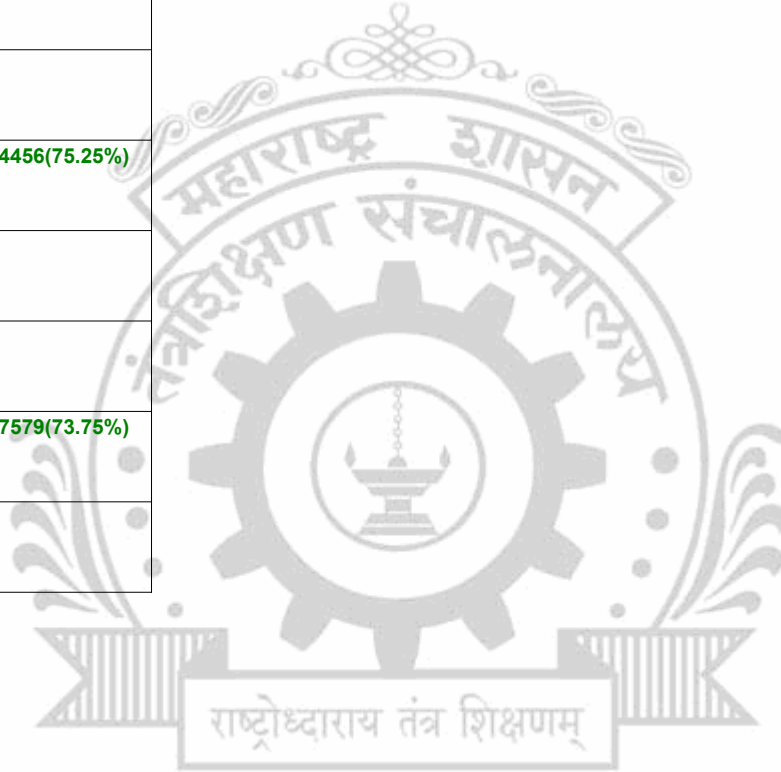 महाराष्ट्र शासन
4456(75.25%)
तंत्रशिक्षण संचालनालय
7579(73.75%)
राष्ट्रोध्दाराय तंत्र शिक्षणम्